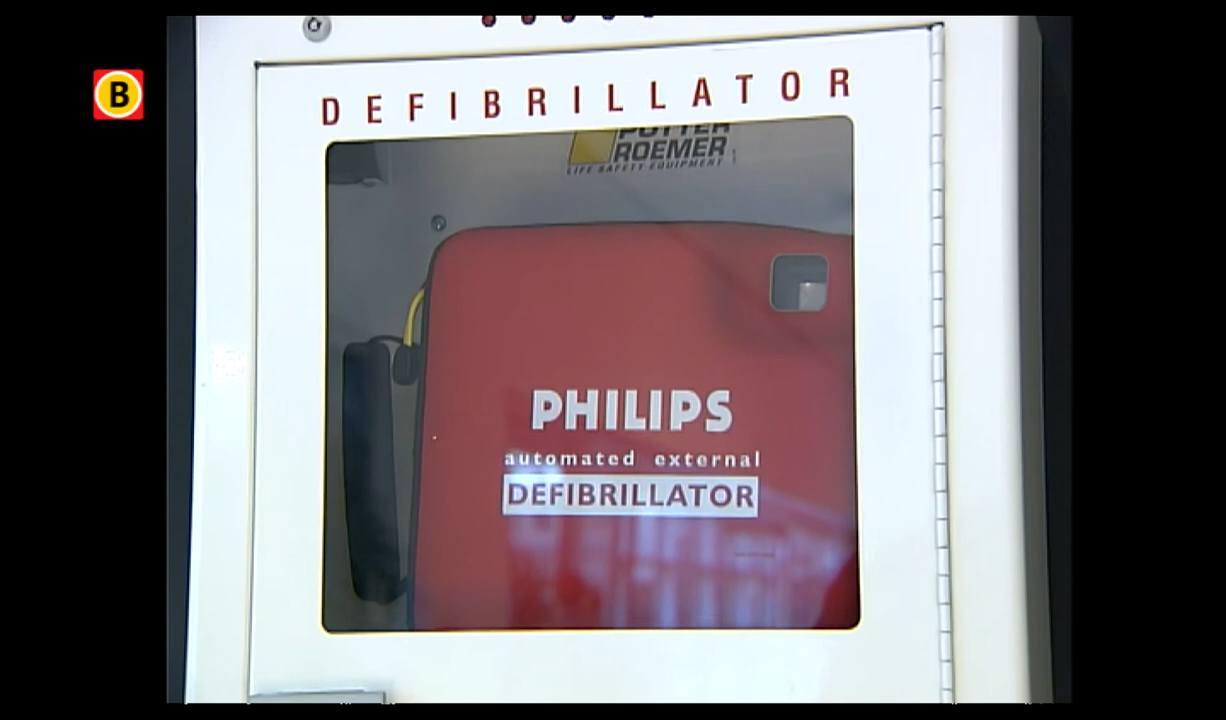 B
DEFIBRILLATOR
POTTER
ROEMER
LIFE SAFETY EQUIPMENT
PHILIPS
automated external
DEFIBRILLATOR